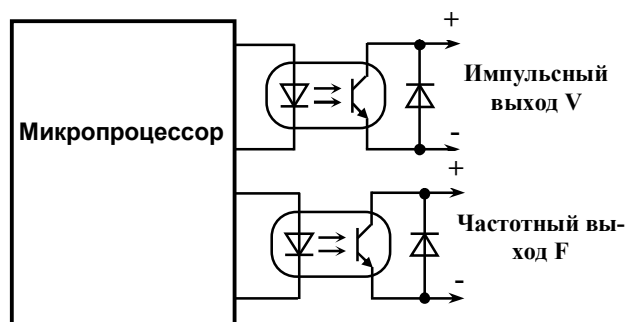 +
Импульсный
выход V
Микропроцессор
-
+
Частотный вы-
ход F
-